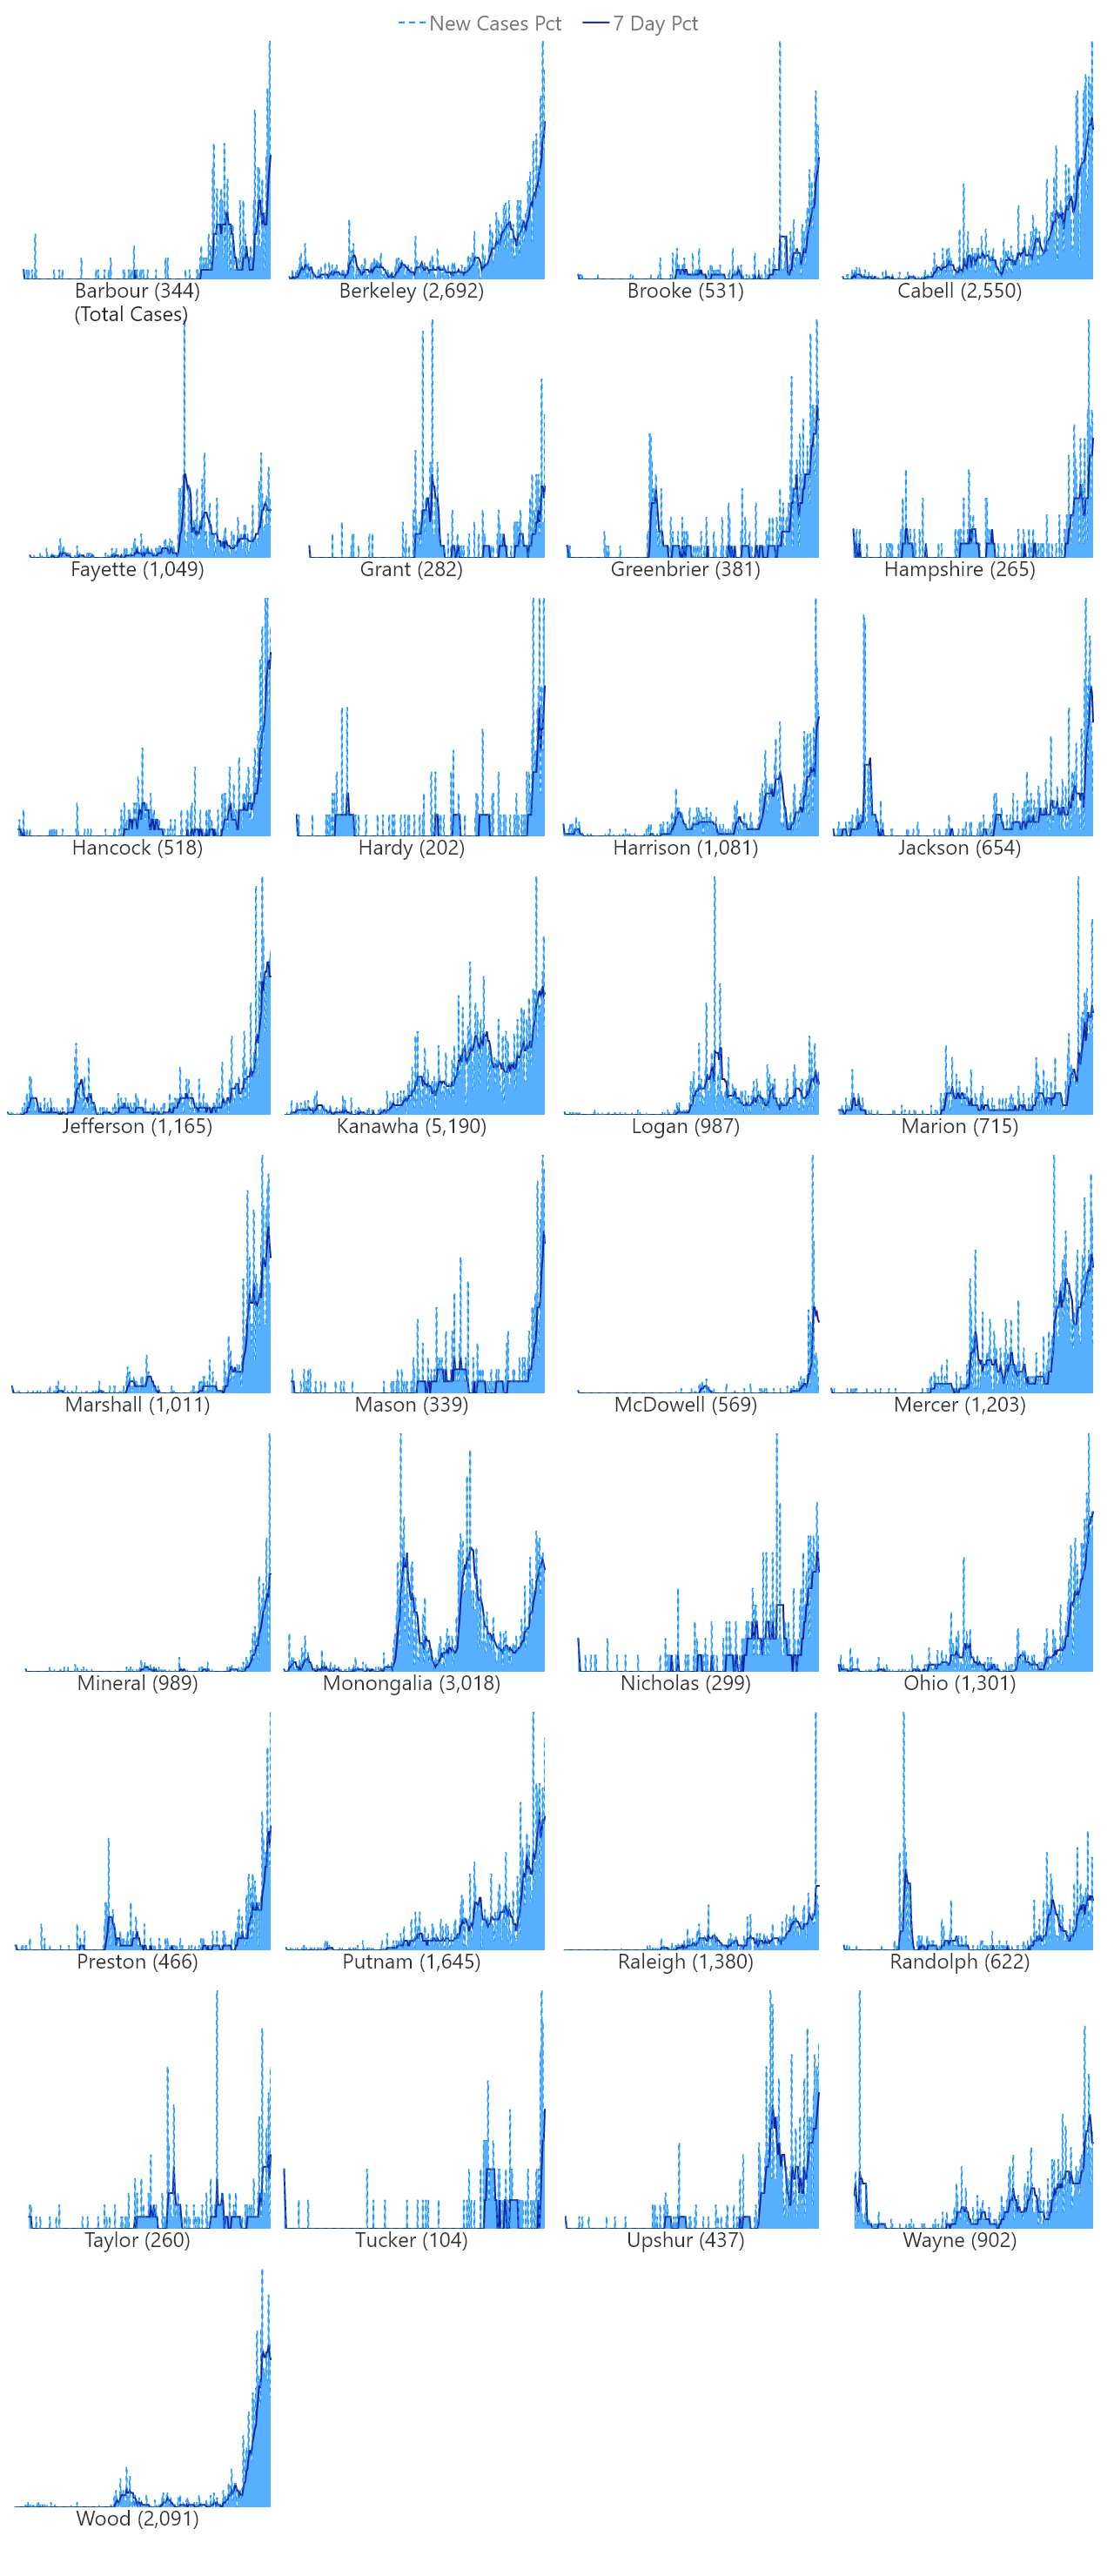 New Cases Pct 7 Day Pct
Barbour (344) Berkeley (2,692) Brooke (531) Cabell (2,550)
(Total Cases)
Fayette (1,049) Grant (282) Greenbrier (381) Hampshire (265)
Hancock (518) Hardy (202) Harrison (1,081) Jackson (654)
Jefferson (1,165) Kanawha (5,190) Logan (987) Marion (715)
Marshall (1,011) Mason (339) McDowell (569) Mercer (1,203)
Mineral (989) Monongalia (3,018) Nicholas (299) Ohio (1,301)
Preston (466) Putnam (1,645) Raleigh (1,380) Randolph (622)
Taylor (260) Tucker (104) Upshur (437) Wayne (902)
Wood (2,091)